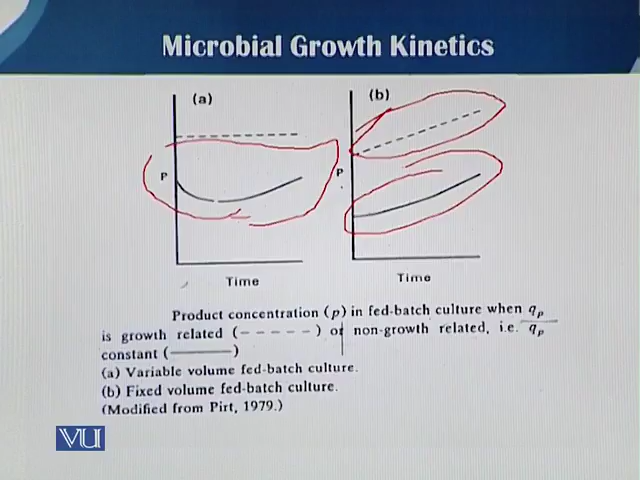 Microbial Growth Kinetics
(a)
(b)
P
P
Time
Time
Product concentration (p) in fed-batch culture when qp
is growth related (- - - - -) or non-growth related, i.e. qp
constant (———)
(a) Variable volume fed-batch culture.
(b) Fixed volume fed-batch culture.
(Modified from Pirt, 1979.)
VU